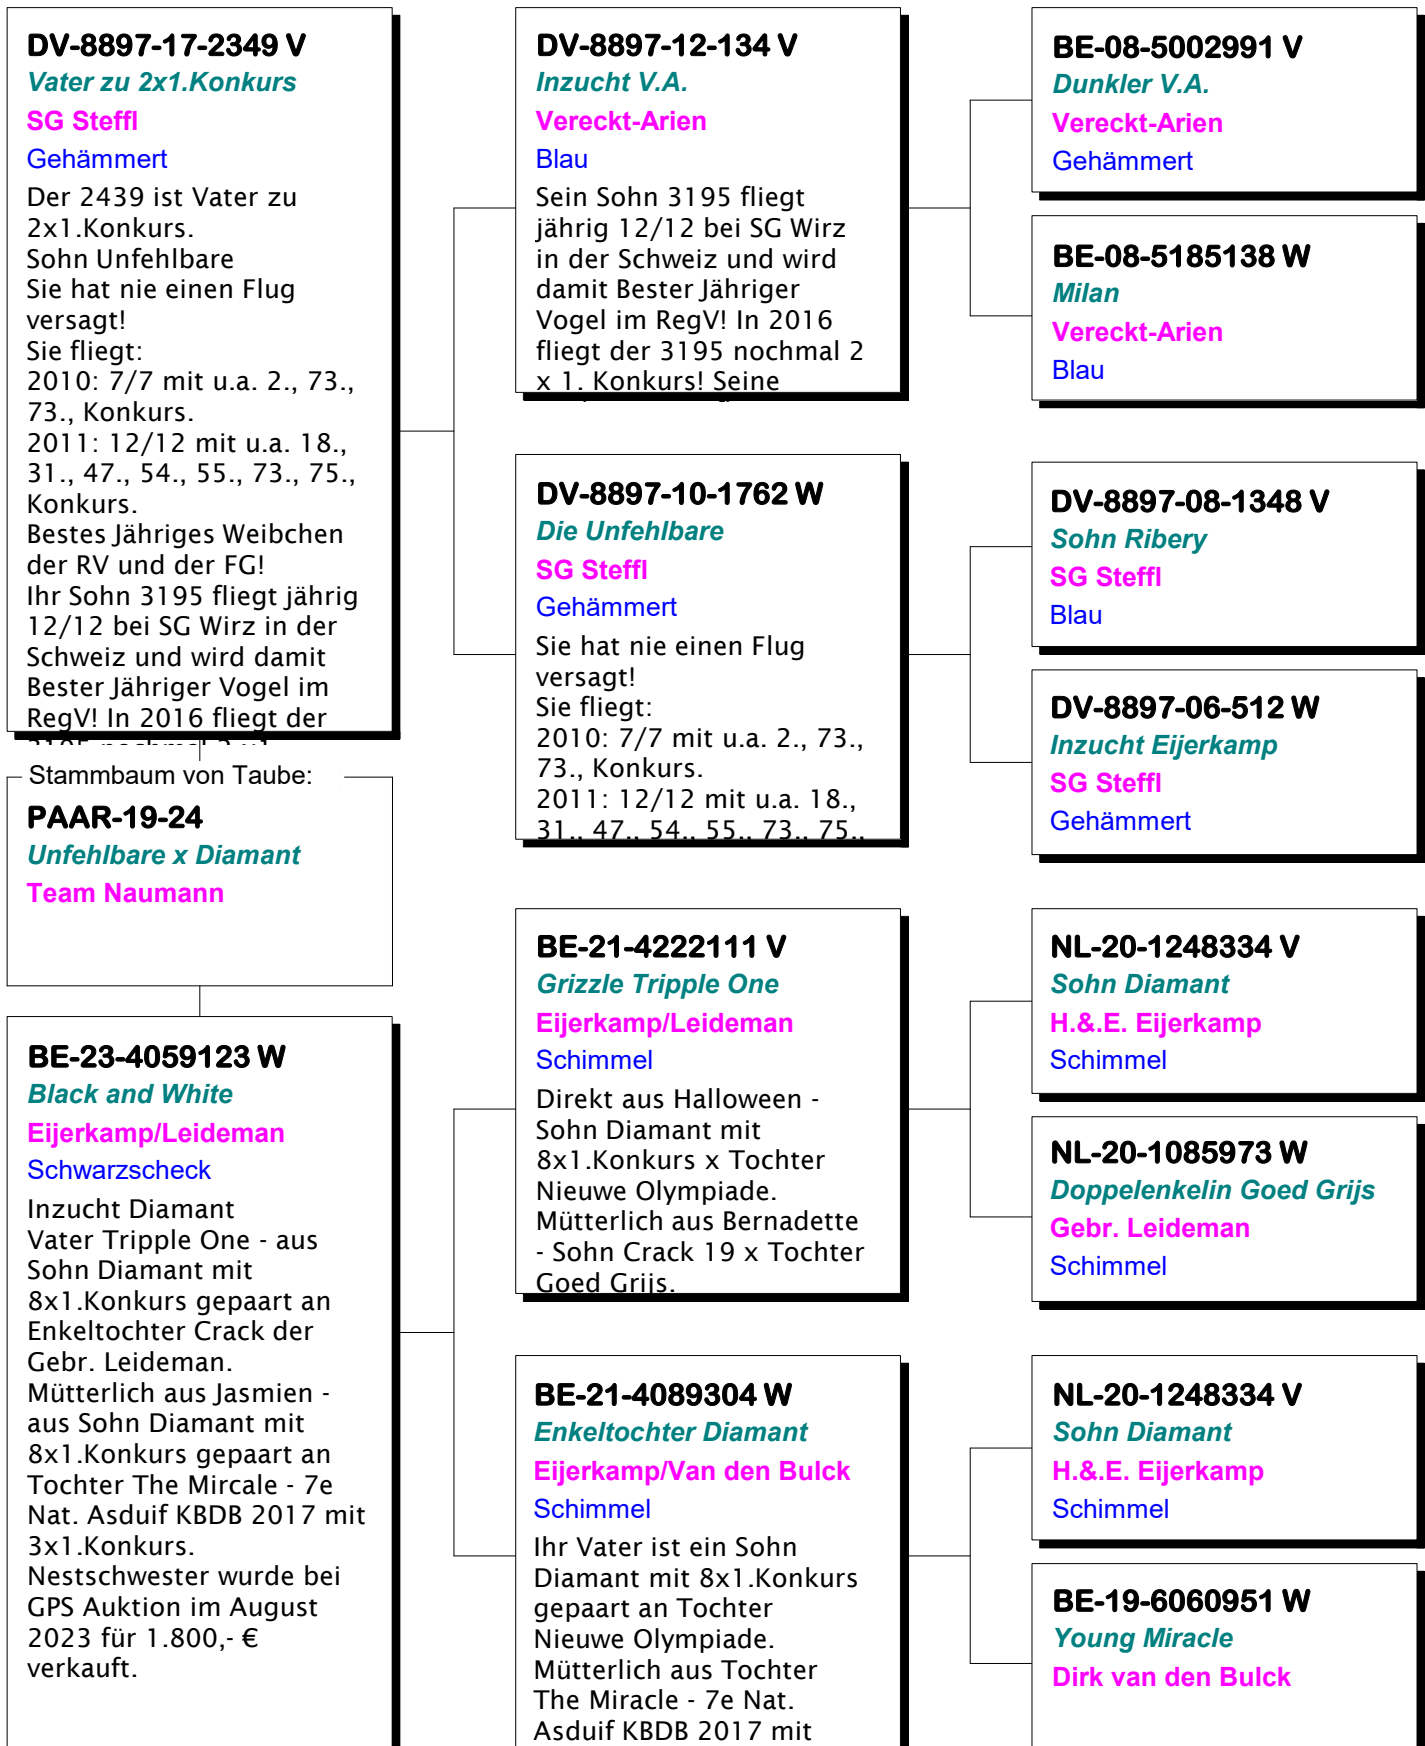 DV-8897-17-2349 V
Vater zu 2x1.Konkurs
SG Steffl
Gehämmert
Der 2439 ist Vater zu
2x1.Konkurs.
Sohn Unfehlbare
Sie hat nie einen Flug
versagt!
Sie fliegt:
2010: 7/7 mit u.a. 2., 73.,
73., Konkurs.
2011: 12/12 mit u.a. 18.,
31., 47., 54., 55., 73., 75.,
Konkurs.
Bestes Jähriges Weibchen
der RV und der FG!
Ihr Sohn 3195 fliegt jährig
12/12 bei SG Wirz in der
Schweiz und wird damit
Bester Jähriger Vogel im
RegV! In 2016 fliegt der
Stammbaum von Taube:
PAAR-19-24
Unfehlbare x Diamant
Team Naumann
BE-23-4059123 W
Black and White
Eijerkamp/Leideman
Schwarzscheck
Inzucht Diamant
Vater Tripple One - aus
Sohn Diamant mit
8x1.Konkurs gepaart an
Enkeltochter Crack der
Gebr. Leideman.
Mütterlich aus Jasmien -
aus Sohn Diamant mit
8x1.Konkurs gepaart an
Tochter The Mircale - 7e
Nat. Asduif KBDB 2017 mit
3x1.Konkurs.
Nestschwester wurde bei
GPS Auktion im August
2023 für 1.800,- €
verkauft.
DV-8897-12-134 V
Inzucht V.A.
Vereckt-Arien
Blau
Sein Sohn 3195 fliegt
jährig 12/12 bei SG Wirz
in der Schweiz und wird
damit Bester Jähriger
Vogel im RegV! In 2016
fliegt der 3195 nochmal 2
x 1. Konkurs! Seine
DV-8897-10-1762 W
Die Unfehlbare
SG Steffl
Gehämmert
Sie hat nie einen Flug
versagt!
Sie fliegt:
2010: 7/7 mit u.a. 2., 73.,
73., Konkurs.
2011: 12/12 mit u.a. 18.,
31., 47., 54., 55., 73., 75.,
BE-21-4222111 V
Grizzle Tripple One
Eijerkamp/Leideman
Schimmel
Direkt aus Halloween -
Sohn Diamant mit
8x1.Konkurs x Tochter
Nieuwe Olympiade.
Mütterlich aus Bernadette
- Sohn Crack 19 x Tochter
Goed Grijs.
BE-21-4089304 W
Enkeltochter Diamant
Eijerkamp/Van den Bulck
Schimmel
Ihr Vater ist ein Sohn
Diamant mit 8x1.Konkurs
gepaart an Tochter
Nieuwe Olympiade.
Mütterlich aus Tochter
The Miracle - 7e Nat.
Asduif KBDB 2017 mit
BE-08-5002991 V
Dunkler V.A.
Vereckt-Arien
Gehämmert
BE-08-5185138 W
Milan
Vereckt-Arien
Blau
DV-8897-08-1348 V
Sohn Ribery
SG Steffl
Blau
DV-8897-06-512 W
Inzucht Eijerkamp
SG Steffl
Gehämmert
NL-20-1248334 V
Sohn Diamant
H.&.E. Eijerkamp
Schimmel
NL-20-1085973 W
Doppelenkelin Goed Grijs
Gebr. Leideman
Schimmel
NL-20-1248334 V
Sohn Diamant
H.&.E. Eijerkamp
Schimmel
BE-19-6060951 W
Young Miracle
Dirk van den Bulck